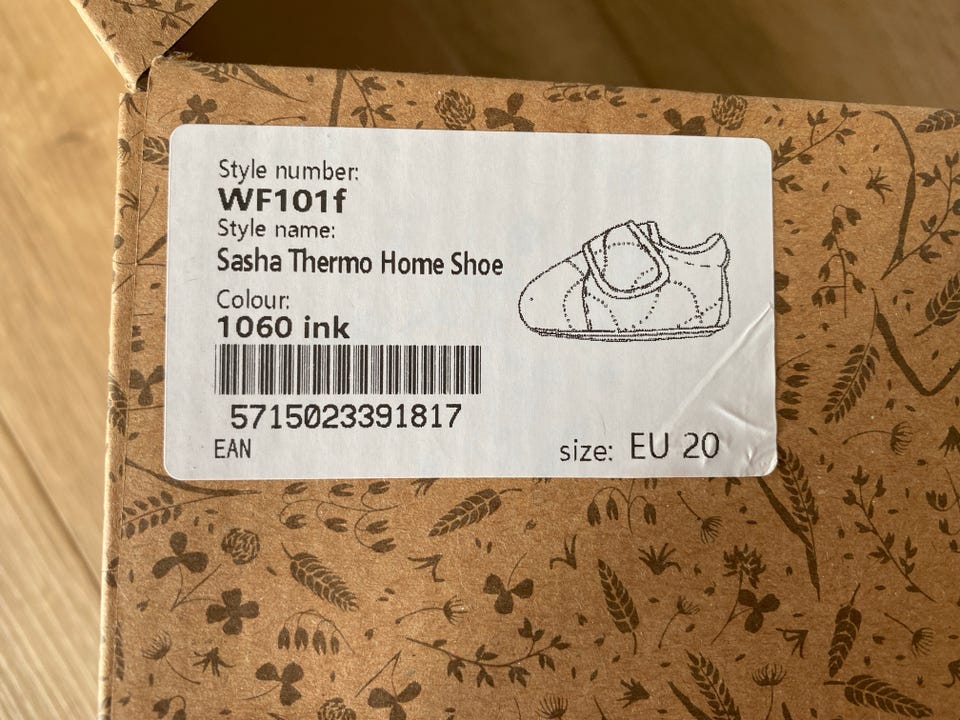 Style number:
WF101f
Style name:
Sasha Thermo Home Shoe
Colour:
1060 ink
5715023391817
EAN
size: EU 20